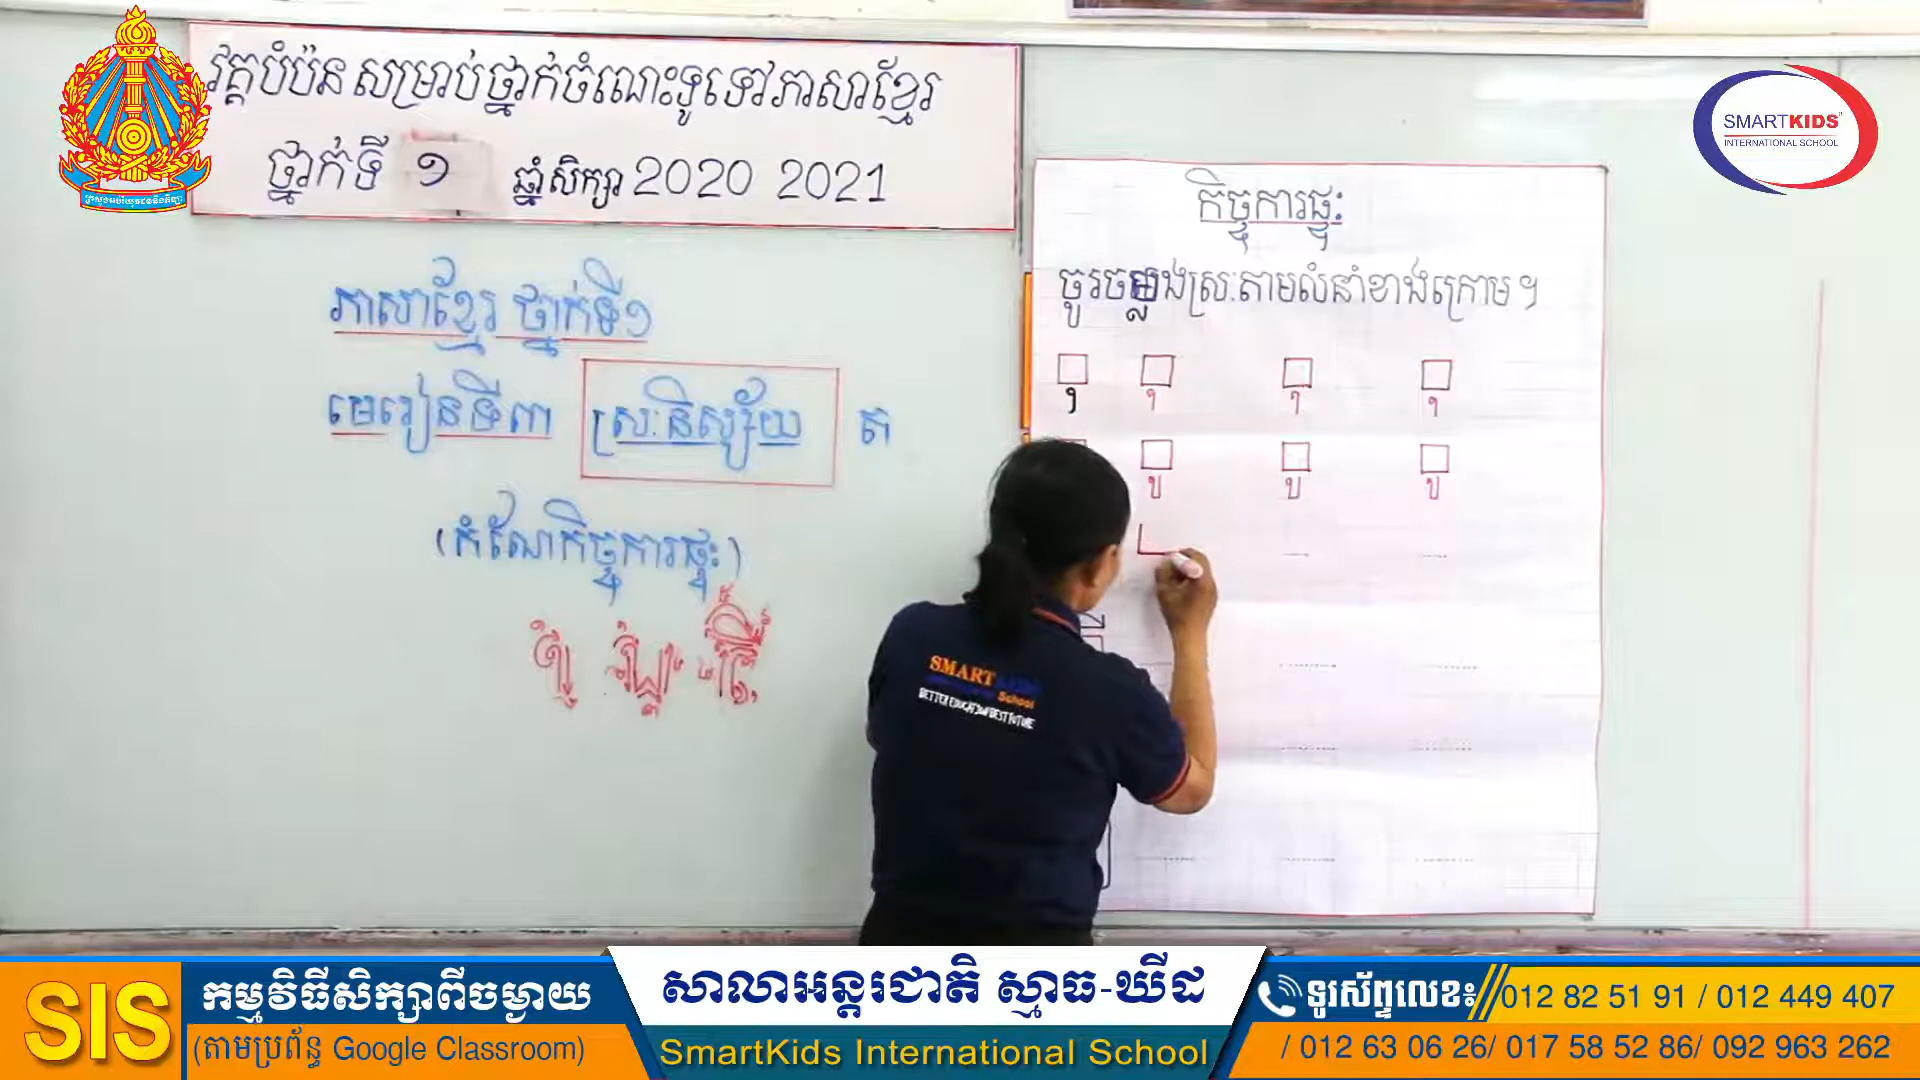 វគ្គបំប៉ន សម្រាប់ថ្នាក់ចំណេះទូទៅភាសាខ្មែរ
ថ្នាក់ទី ១ ឆ្នាំសិក្សា 2020 2021
SMARTKIDS
INTERNATIONAL SCHOOL
ភាសាខ្មែរ ថ្នាក់ទី១
មេរៀនទី៣ ស្រៈនិស្ស័យ ត
(កំណែកិច្ចការផ្ទះ)
កិច្ចការផ្ទះ
ចូរចម្លងស្រៈតាមលំនាំខាងក្រោម ។
SMART
School
BETTER EDUCATION BEST FUTURE
SIS
កម្មវិធីសិក្សាពីចម្ងាយ
(តាមប្រព័ន្ធ Google Classroom)
សាលាអន្តរជាតិ ស្មាធ-ឃីដ
SmartKids International School
ទូរស័ព្ទលេខ៖ 012 82 51 91 / 012 449 407
/ 012 63 06 26/ 017 58 52 86/ 092 963 262